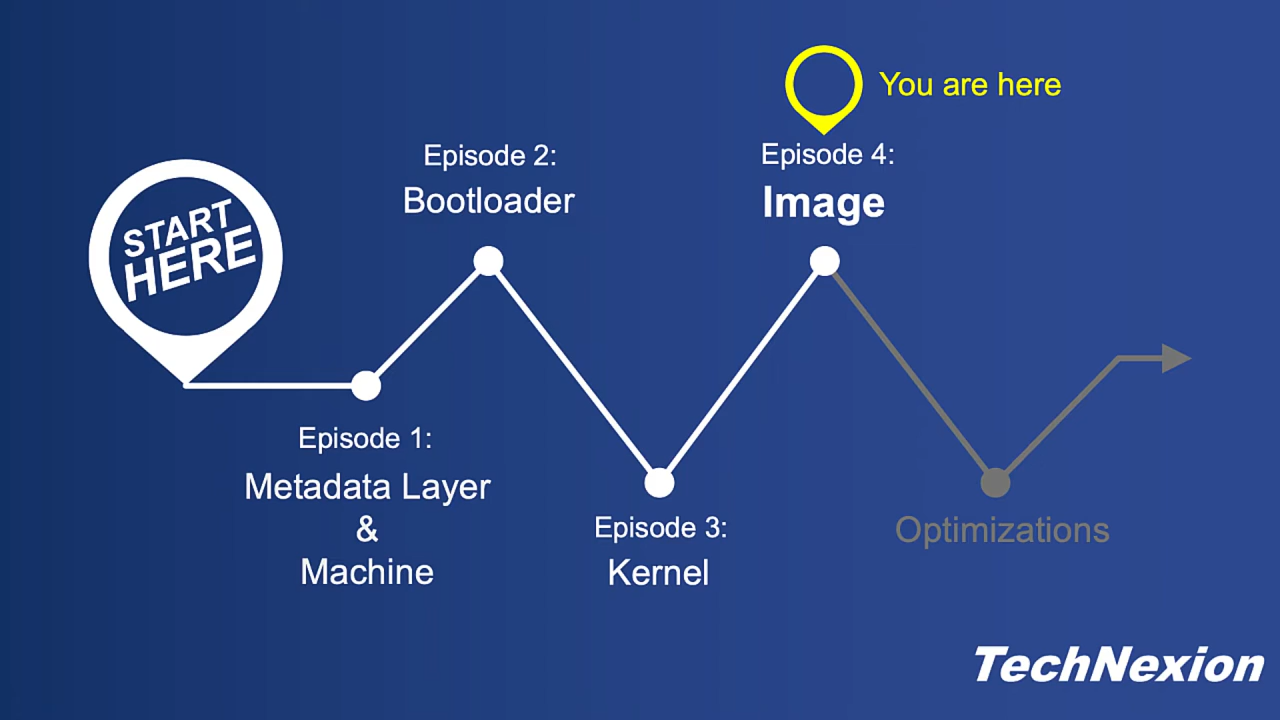 START
HERE
Episode 1:
Metadata Layer
&
Machine
Episode 2:
Bootloader
Episode 3:
Kernel
You are here
Episode 4:
Image
Optimizations
TechNexion